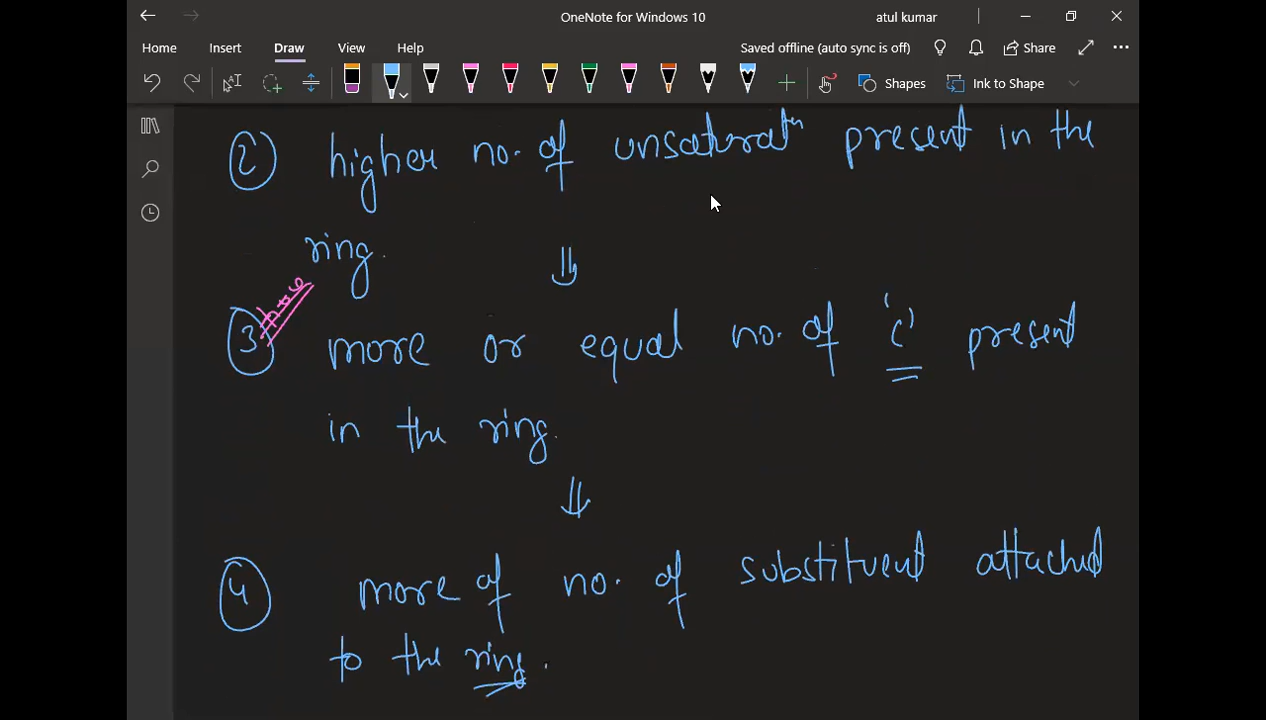 OneNote for Windows 10
atul kumar
Home Insert Draw View Help
Saved offline (auto sync is off)
Share
Shapes
Ink to Shape
② higher no. of unsaturatⁿ present in the
ring.
③ more or equal no. of 'C' present
in the ring.
④ more of no. of substituent attached
to the ring.